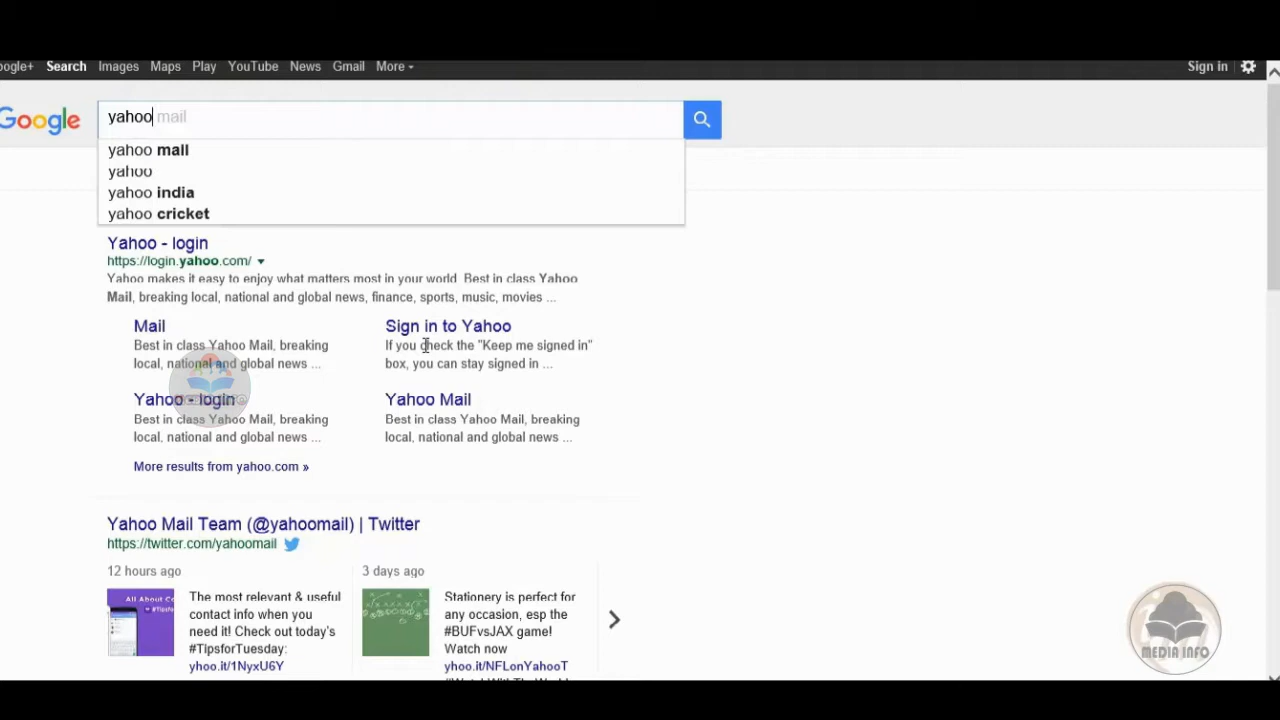 oogle+ Search Images Maps Play YouTube News Gmail More Sign in
Google yahoo mail
yahoo mail
yahoo
yahoo india
yahoo cricket
Yahoo - login
https://login.yahoo.com/
Yahoo makes it easy to enjoy what matters most in your world. Best in class Yahoo
Mail, breaking local, national and global news, finance, sports, music, movies ...
Mail
Best in class Yahoo Mail, breaking
local, national and global news ...
Sign in to Yahoo
If you check the "Keep me signed in"
box, you can stay signed in ...
Yahoo - login
Best in class Yahoo Mail, breaking
local, national and global news ...
Yahoo Mail
Best in class Yahoo Mail, breaking
local, national and global news ...
More results from yahoo.com »
Yahoo Mail Team (@yahoomail) | Twitter
https://twitter.com/yahoomail
12 hours ago
The most relevant & useful
contact info when you
need it! Check out today's
#TipsforTuesday:
yhoo.it/1NyxU6Y
3 days ago
Stationery is perfect for
any occasion, esp the
#BUFvsJAX game!
Watch now
yhoo.it/NFLonYahooT
All About Co
MEDIA INFO